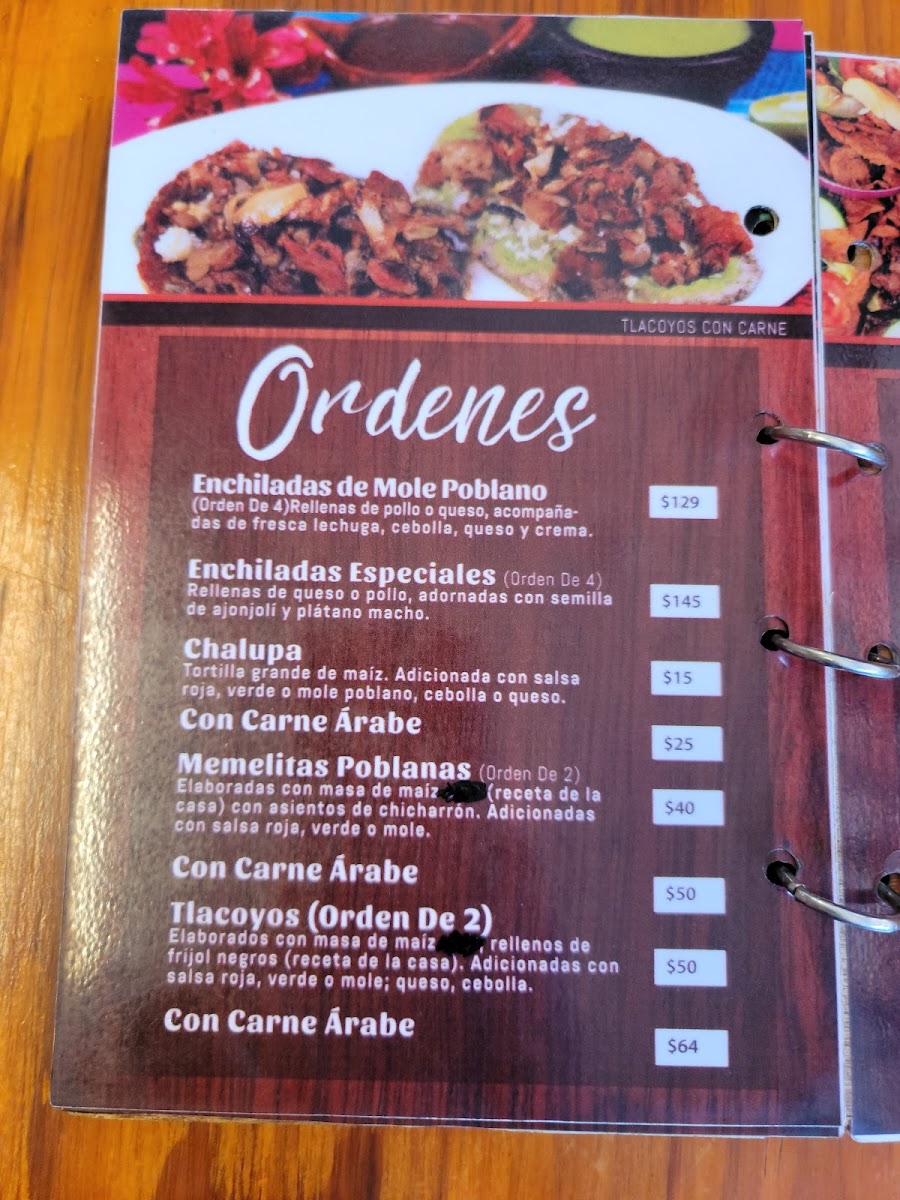 TLACOYOS CON CARNE
Ordenes
Enchiladas de Mole Poblano
(Orden De 4)Rellenas de pollo o queso, acompaña-
das de fresca lechuga, cebolla, queso y crema.
$129
Enchiladas Especiales (Orden De 4)
Rellenas de queso o pollo, adornadas con semilla
de ajonjolí y plátano macho.
$145
Chalupa
Tortilla grande de maíz. Adicionada con salsa
roja, verde o mole poblano, cebolla o queso.
$15
Con Carne Árabe
$25
Memelitas Poblanas (Orden De 2)
Elaboradas con masa de maíz (receta de la
casa) con asientos de chicharrón. Adicionadas
con salsa roja, verde o mole.
$40
Con Carne Árabe
$50
Tlacoyos (Orden De 2)
Elaborados con masa de maíz , rellenos de
frijol negros (receta de la casa). Adicionadas con
salsa roja, verde o mole; queso, cebolla.
$50
Con Carne Árabe
$64